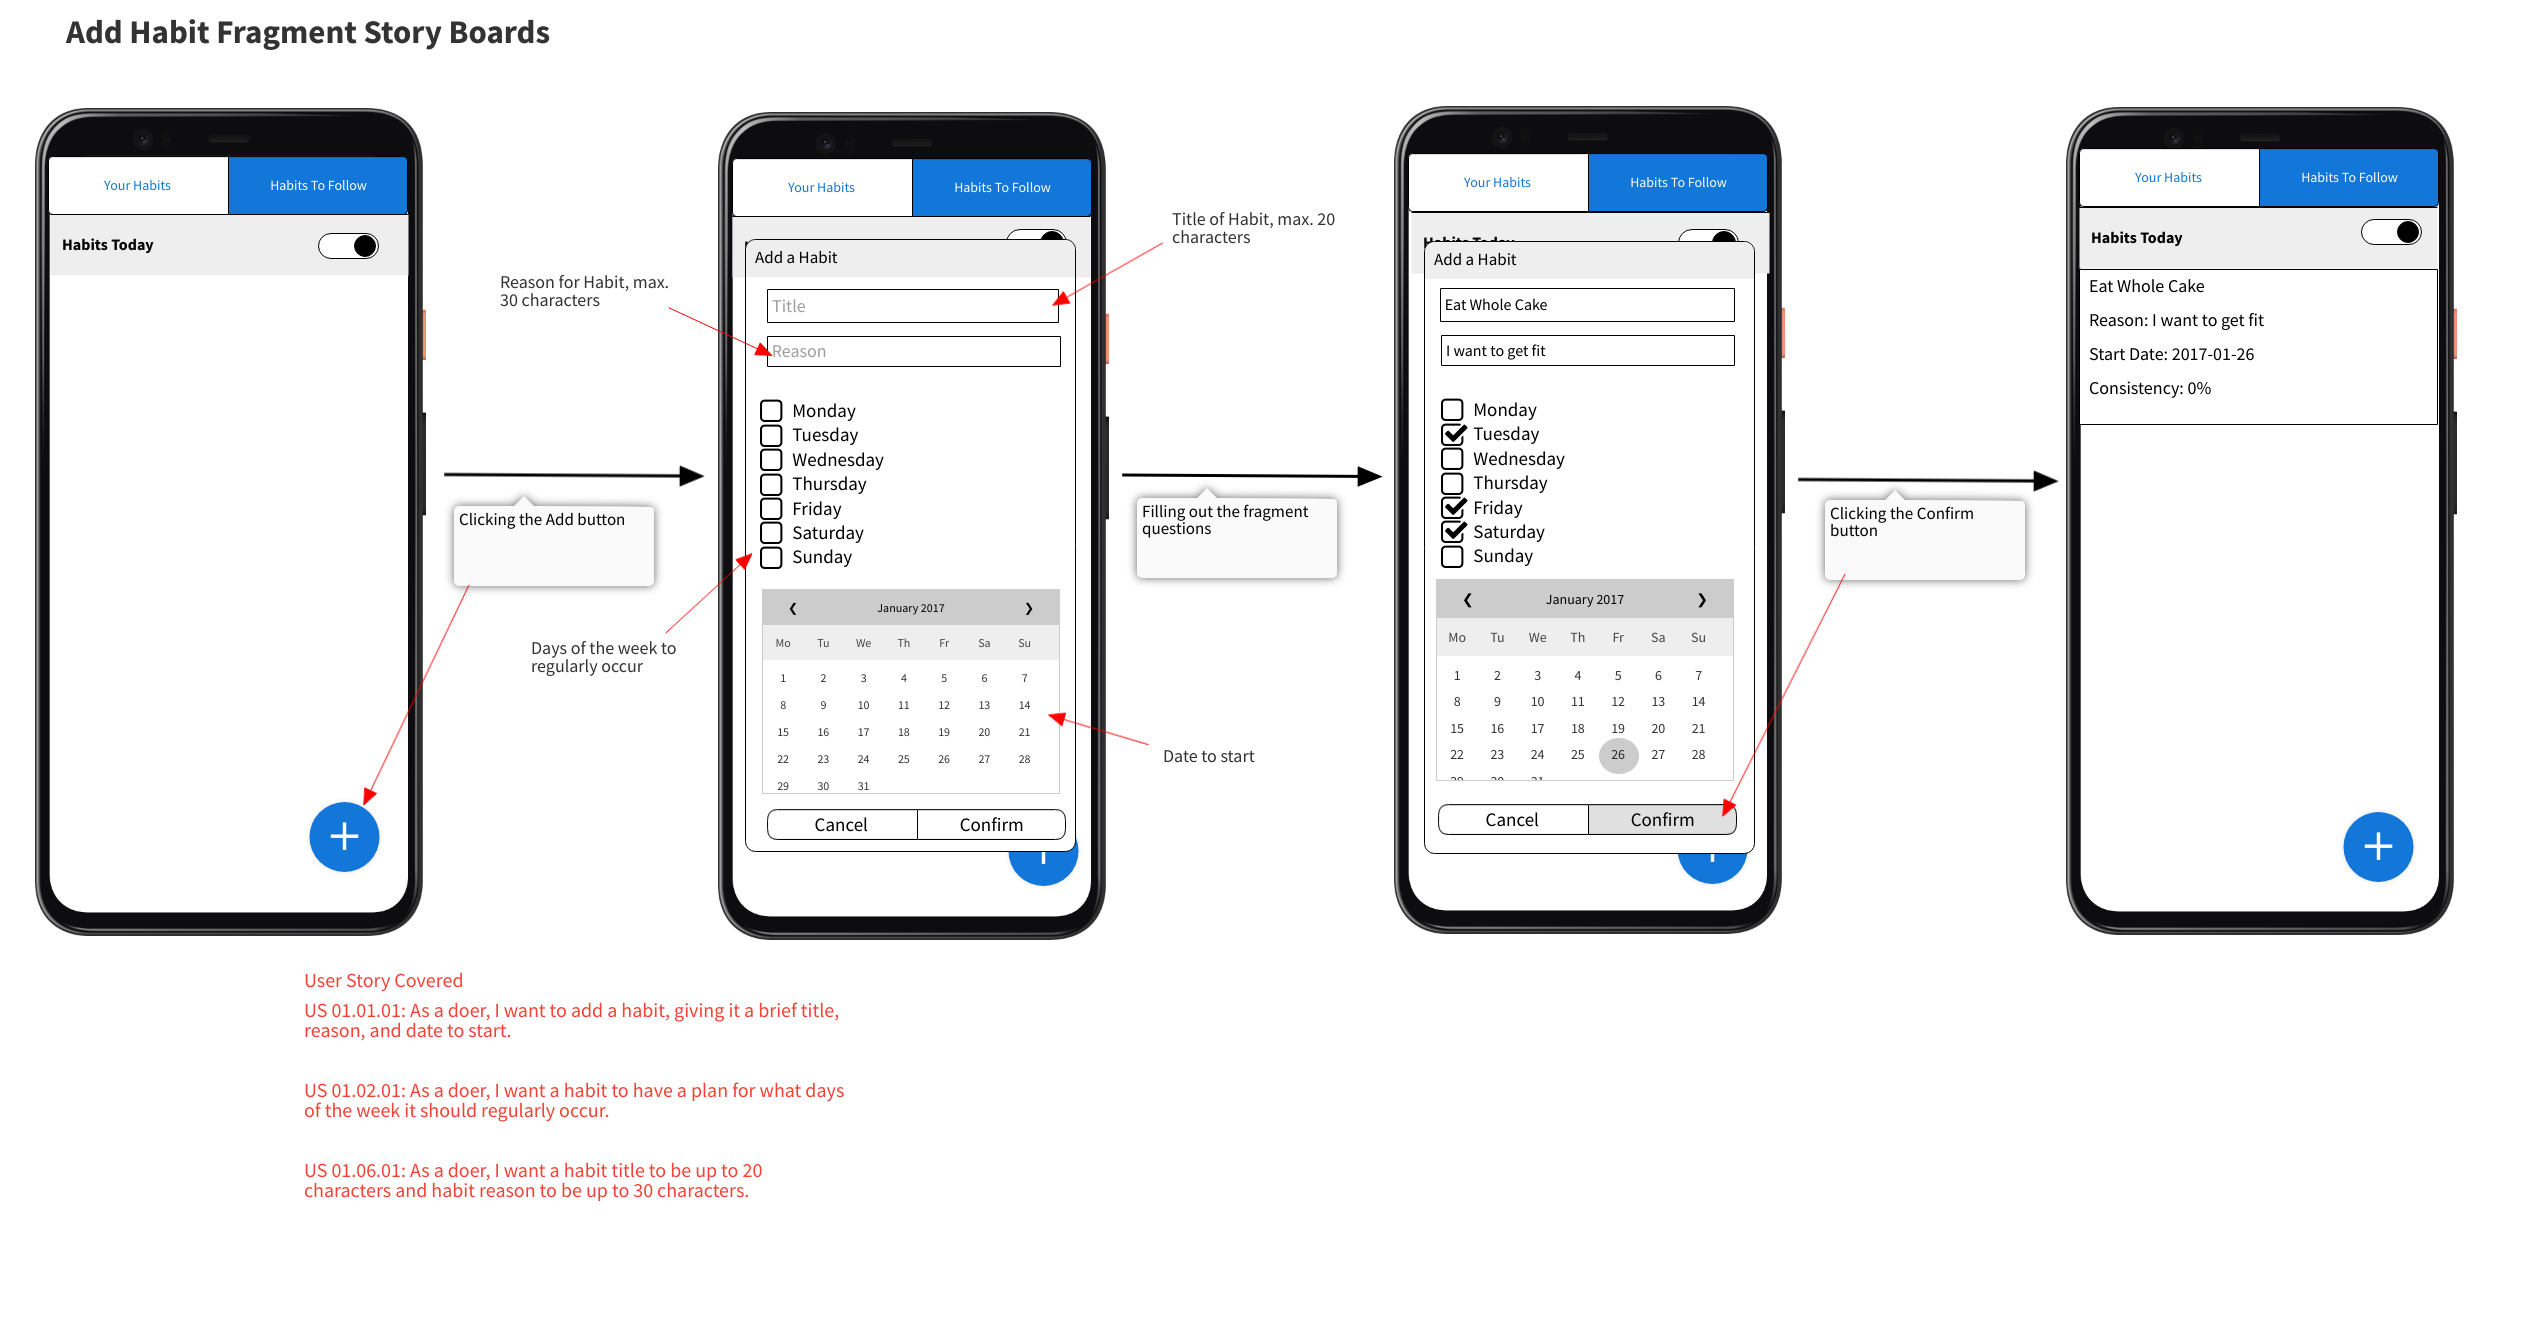 Add Habit Fragment Story Boards
Your Habits
Habits To Follow
Habits Today
Clicking the Add button
Reason for Habit, max.
30 characters
Title of Habit, max. 20
characters
Your Habits
Habits To Follow
Add a Habit
Title
Reason
Monday
Tuesday
Wednesday
Thursday
Friday
Saturday
Sunday
❮ January 2017 ❯
Mo Tu We Th Fr Sa Su
1 2 3 4 5 6 7
8 9 10 11 12 13 14
15 16 17 18 19 20 21
22 23 24 25 26 27 28
29 30 31
Cancel
Confirm
Days of the week to
regularly occur
Date to start
Filling out the fragment
questions
Your Habits
Habits To Follow
Habits Today
Add a Habit
Eat Whole Cake
I want to get fit
Monday
Tuesday
Wednesday
Thursday
Friday
Saturday
Sunday
❮ January 2017 ❯
Mo Tu We Th Fr Sa Su
1 2 3 4 5 6 7
8 9 10 11 12 13 14
15 16 17 18 19 20 21
22 23 24 25 26 27 28
29 30 31
Cancel
Confirm
Clicking the Confirm
button
Your Habits
Habits To Follow
Habits Today
Eat Whole Cake
Reason: I want to get fit
Start Date: 2017-01-26
Consistency: 0%
User Story Covered
US 01.01.01: As a doer, I want to add a habit, giving it a brief title,
reason, and date to start.
US 01.02.01: As a doer, I want a habit to have a plan for what days
of the week it should regularly occur.
US 01.06.01: As a doer, I want a habit title to be up to 20
characters and habit reason to be up to 30 characters.